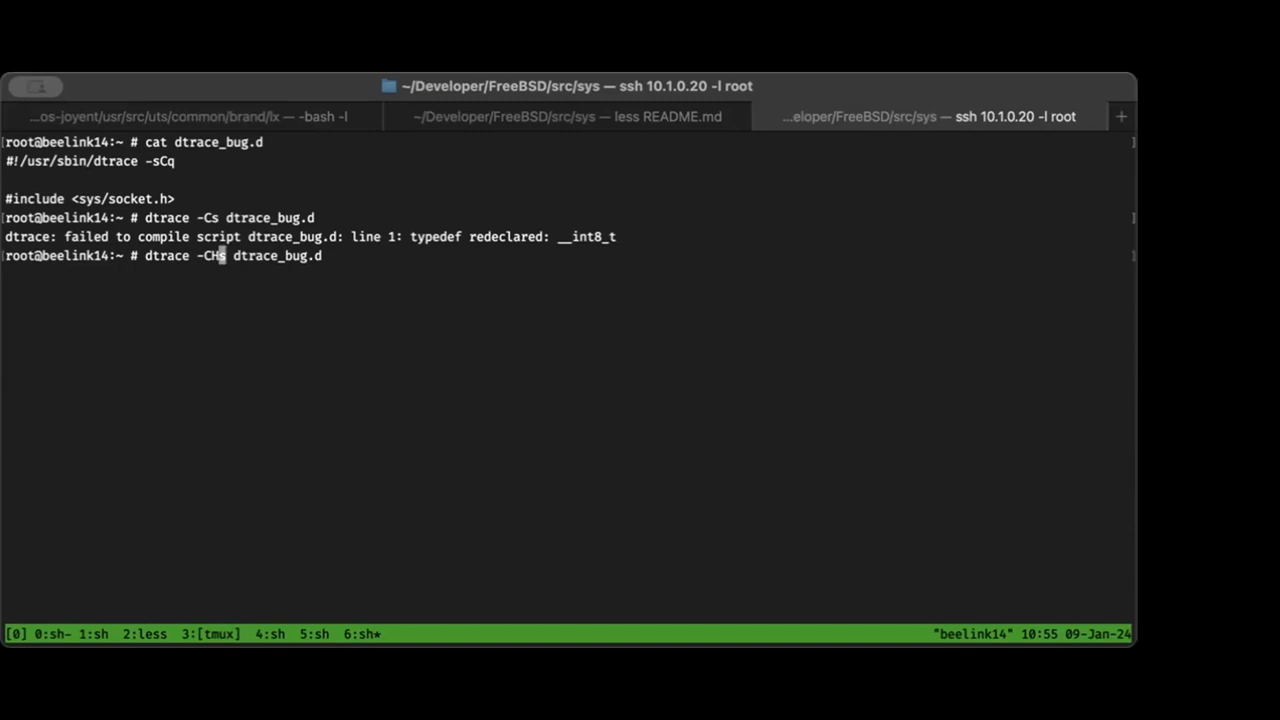 ~/Developer/FreeBSD/src/sys — ssh 10.1.0.20 -l root
...os-joyent/usr/src/uts/common/brand/lx — -bash -l
~/Developer/FreeBSD/src/sys — less README.md
...eloper/FreeBSD/src/sys — ssh 10.1.0.20 -l root
+
[root@beelink14:~ # cat dtrace_bug.d ]
#!/usr/sbin/dtrace -sCq
#include <sys/socket.h>
[root@beelink14:~ # dtrace -Cs dtrace_bug.d ]
dtrace: failed to compile script dtrace_bug.d: line 1: typedef redeclared: __int8_t
[root@beelink14:~ # dtrace -CHs dtrace_bug.d ]
[0] 0:sh- 1:sh 2:less 3:[tmux] 4:sh 5:sh 6:sh* "beelink14" 10:55 09-Jan-24